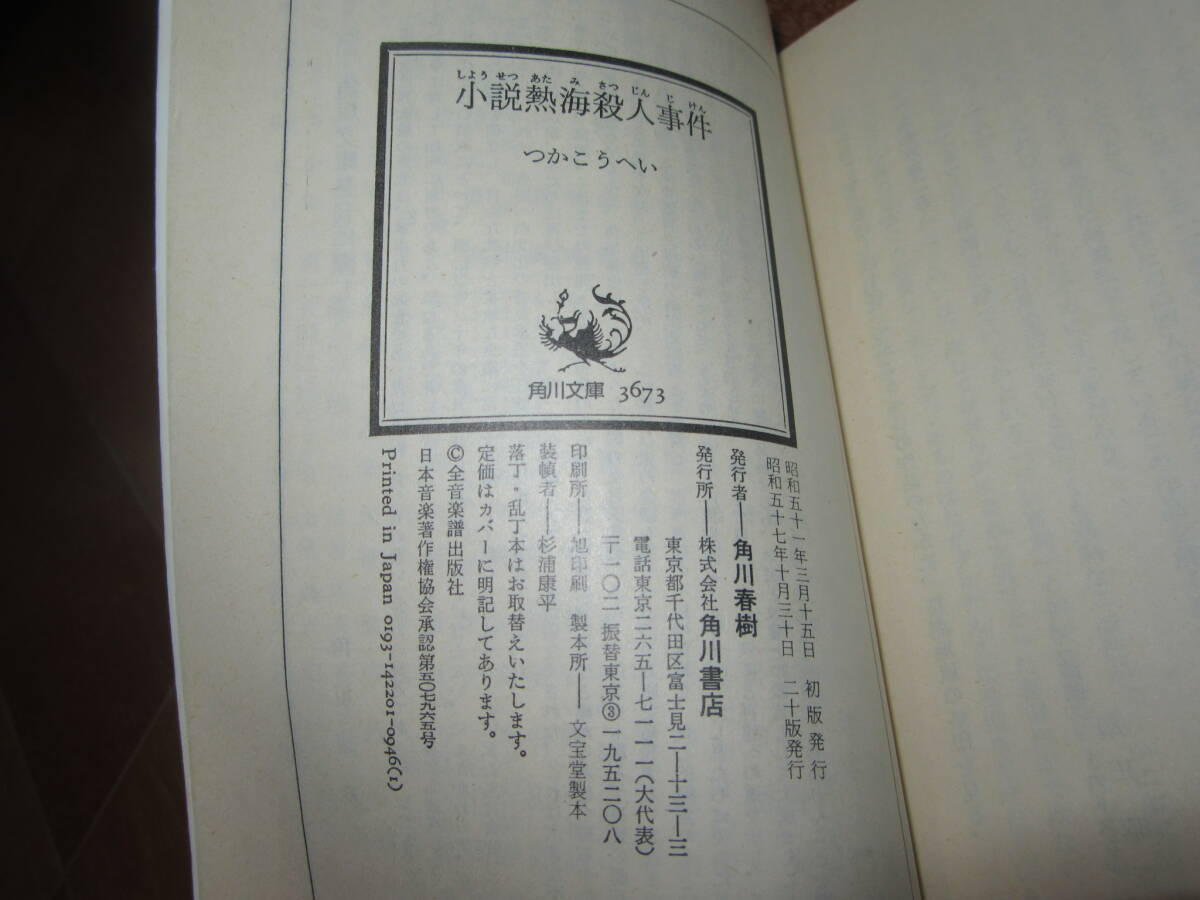 しようせつあたみさつじんじけん
小説熱海殺人事件
つかこうへい
角川文庫 3673
昭和五十一年三月十五日 初版発行
昭和五十七年十月三十日 二十版発行
発行者──角川春樹
発行所──株式会社角川書店
東京都千代田区富士見二─十三─三
電話東京二六五─七一一一(大代表)
〒一〇二 振替東京③一九五二〇八
印刷所──旭印刷 製本所──文宝堂製本
装幀者──杉浦康平
落丁・乱丁本はお取替えいたします。
定価はカバーに明記してあります。
©全音楽譜出版社
日本音楽著作権協会承認第五〇七九六五号
Printed in Japan 0193-142201-0946(1)